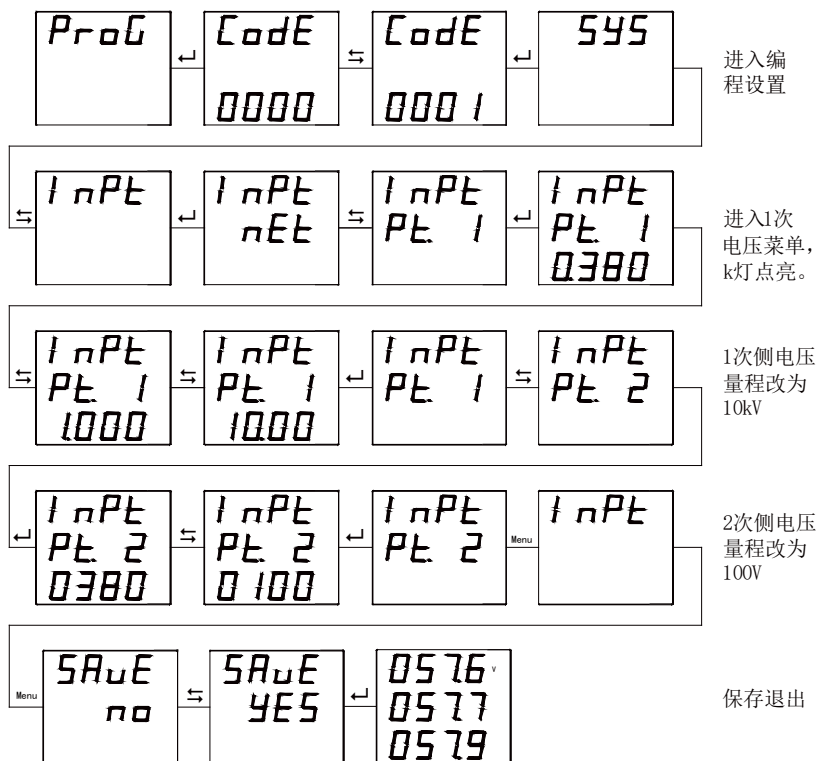 ProG
CodE
0000
CodE
0001
SYS
进入编
程设置
InPt
InPt
nEt
InPt
Pt. 1
InPt
Pt. 1
0.380
进入1次
电压菜单，
k灯点亮。
InPt
Pt. 1
1.000
InPt
Pt. 1
10.00
InPt
Pt. 1
InPt
Pt. 2
1次侧电压
量程改为
10kV
InPt
Pt. 2
0380
InPt
Pt. 2
0100
InPt
Pt. 2
Menu
InPt
2次侧电压
量程改为
100V
Menu
SAvE
no
SAvE
YES
057.6 V
057.7
057.9
保存退出